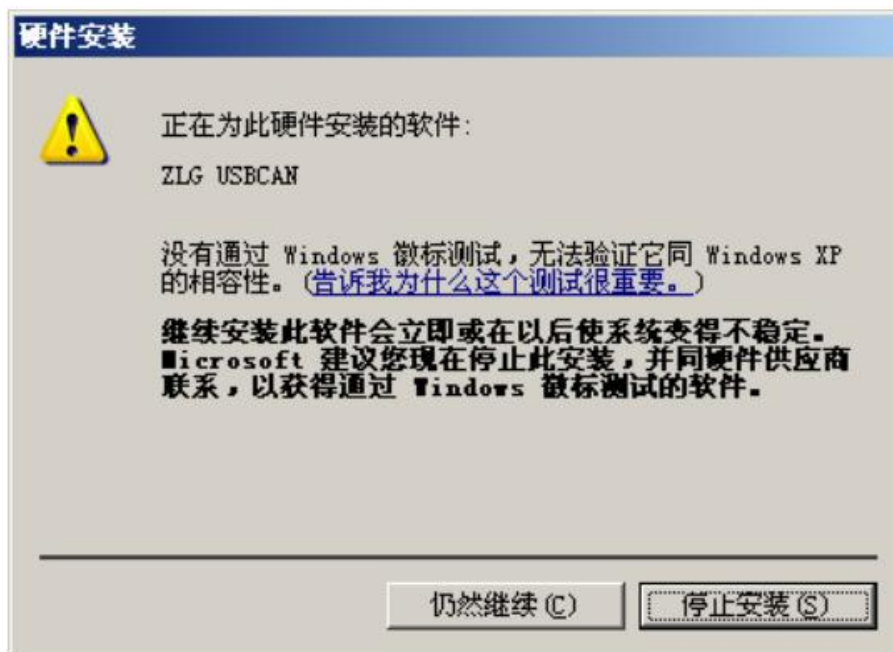 硬件安装
正在为此硬件安装的软件：
ZLG USBCAN
没有通过 Windows 徽标测试，无法验证它同 Windows XP
的相容性。(告诉我为什么这个测试很重要。)
继续安装此软件会立即或在以后使系统变得不稳定。
Microsoft 建议您现在停止此安装，并同硬件供应商
联系，以获得通过 Windows 徽标测试的软件。
仍然继续(C) 停止安装(S)